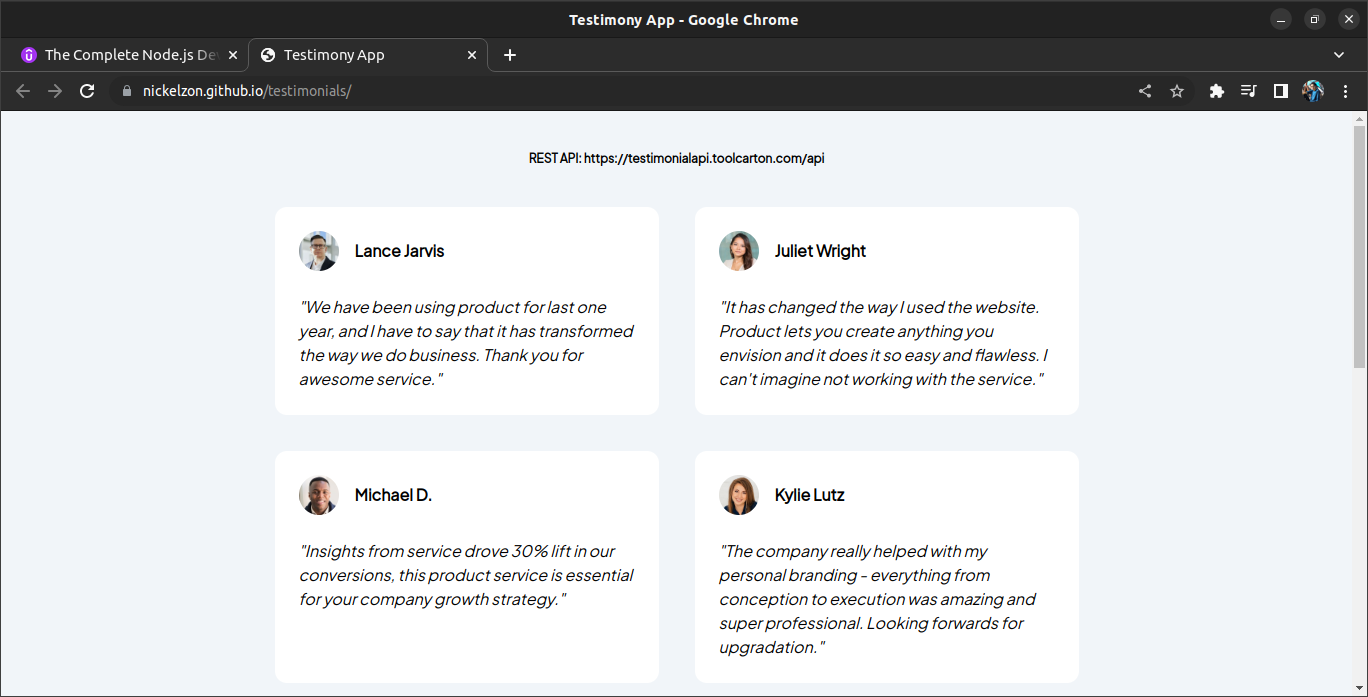 Testimony App - Google Chrome
The Complete Node.js De
Testimony App
nickelzon.github.io/testimonials/
REST API: https://testimonialapi.toolcarton.com/api
Lance Jarvis
"We have been using product for last one
year, and I have to say that it has transformed
the way we do business. Thank you for
awesome service."
Juliet Wright
"It has changed the way I used the website.
Product lets you create anything you
envision and it does it so easy and flawless. I
can't imagine not working with the service."
Michael D.
"Insights from service drove 30% lift in our
conversions, this product service is essential
for your company growth strategy."
Kylie Lutz
"The company really helped with my
personal branding - everything from
conception to execution was amazing and
super professional. Looking forwards for
upgradation."